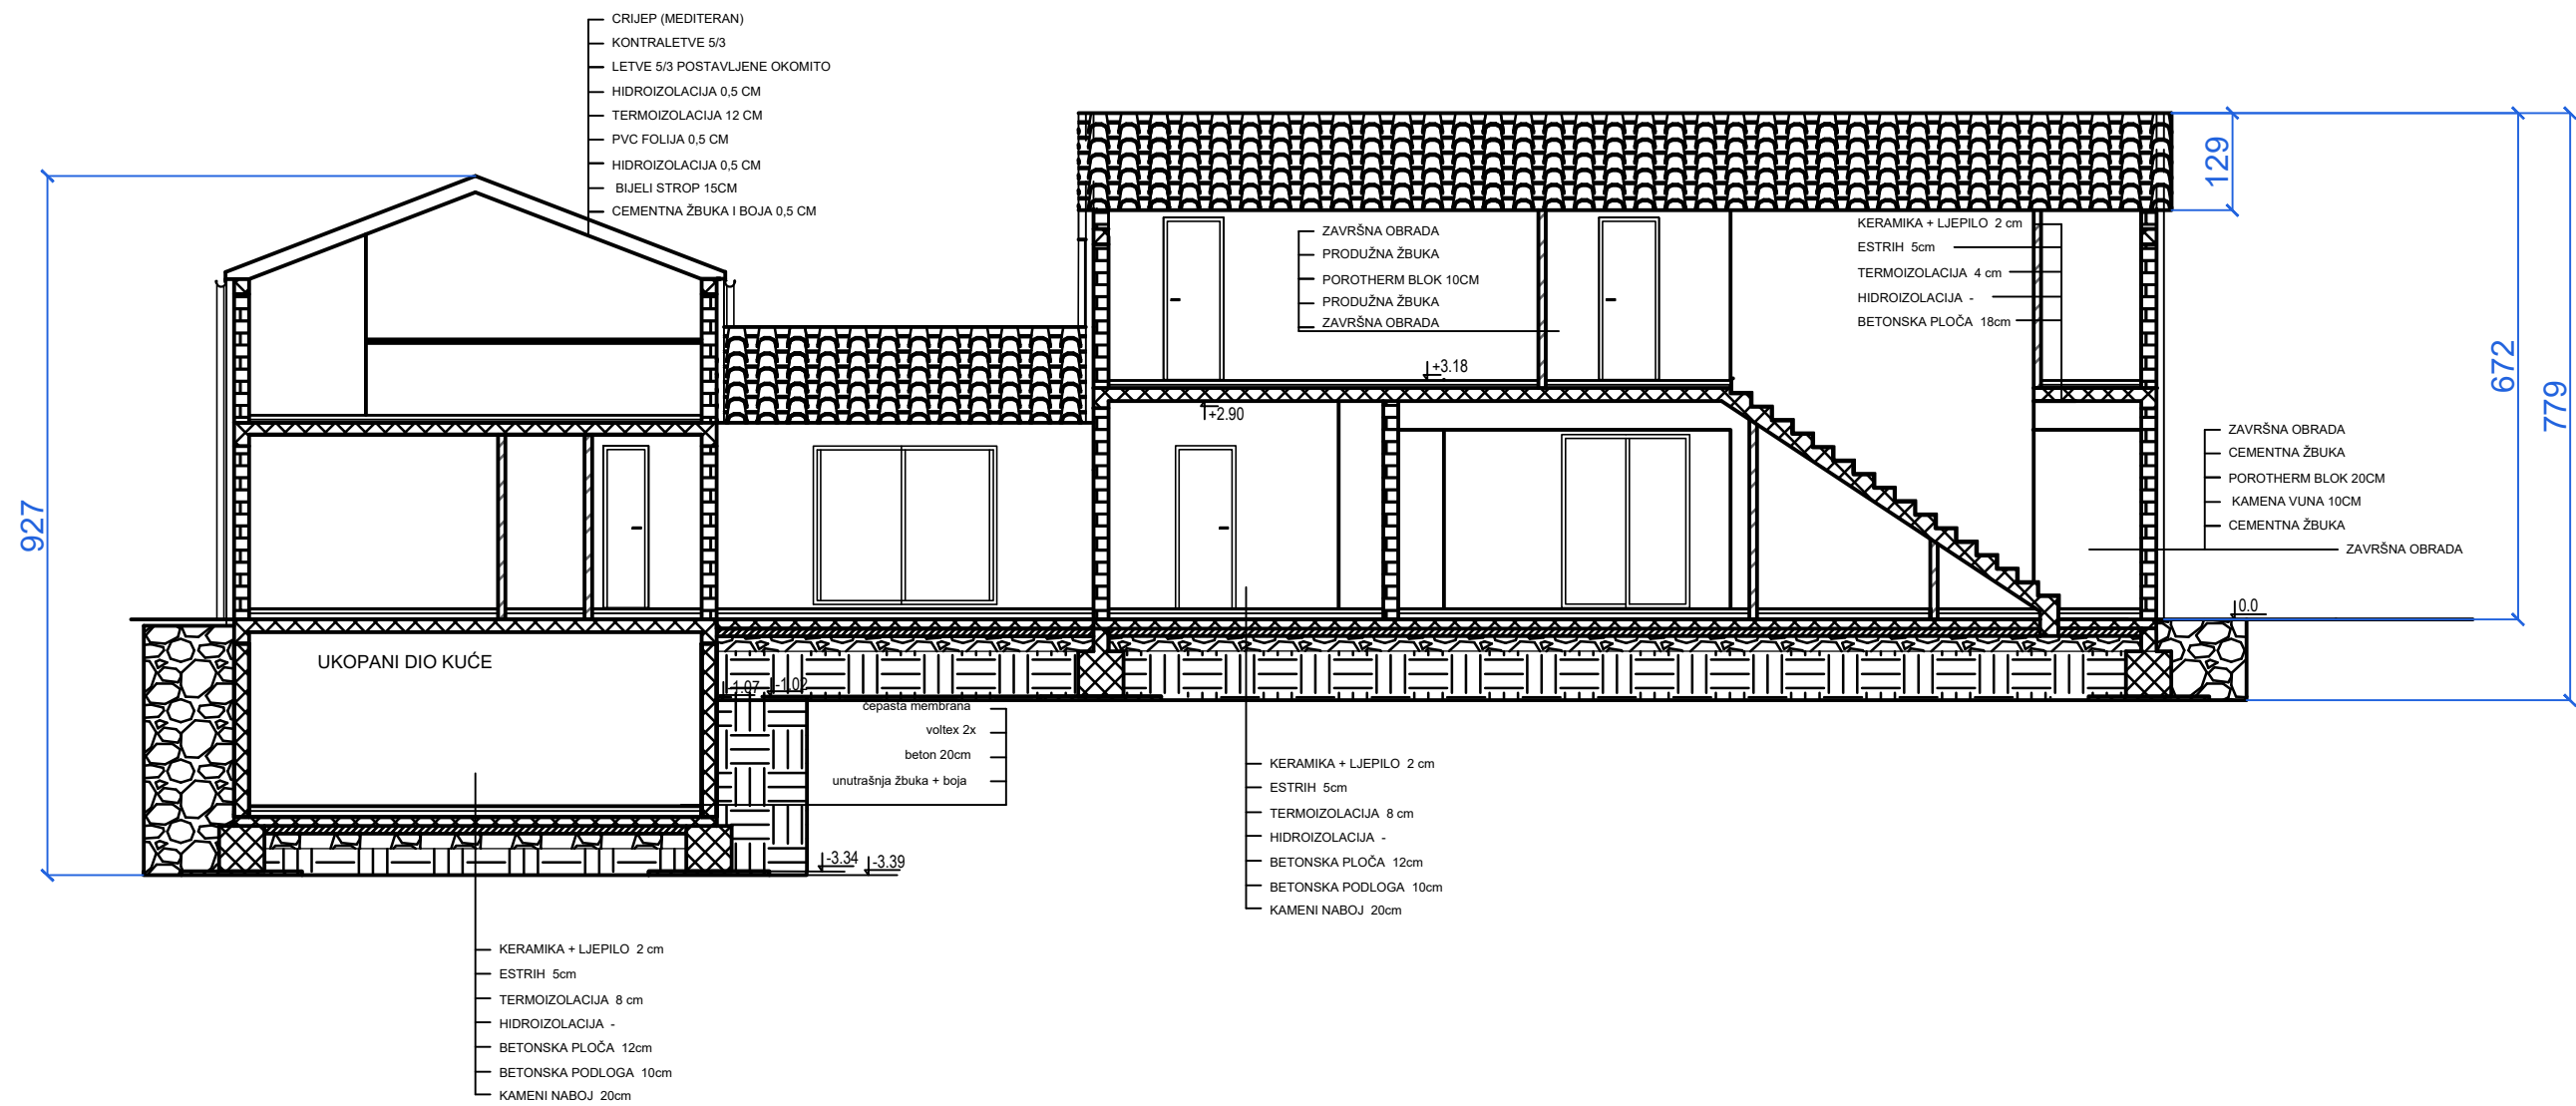 CRIJEP (MEDITERAN)
KONTRALETVE 5/3
LETVE 5/3 POSTAVLJENE OKOMITO
HIDROIZOLACIJA 0,5 CM
TERMOIZOLACIJA 12 CM
PVC FOLIJA 0,5 CM
HIDROIZOLACIJA 0,5 CM
BIJELI STROP 15CM
CEMENTNA ŽBUKA I BOJA 0,5 CM
129
672
779
927
ZAVRŠNA OBRADA
PRODUŽNA ŽBUKA
POROTHERM BLOK 10CM
PRODUŽNA ŽBUKA
ZAVRŠNA OBRADA
KERAMIKA + LJEPILO 2 cm
ESTRIH 5cm
TERMOIZOLACIJA 4 cm
HIDROIZOLACIJA -
BETONSKA PLOČA 18cm
+3.18
+2.90
ZAVRŠNA OBRADA
CEMENTNA ŽBUKA
POROTHERM BLOK 20CM
KAMENA VUNA 10CM
CEMENTNA ŽBUKA
ZAVRŠNA OBRADA
0.0
UKOPANI DIO KUĆE
-1.07
-1.02
čepasta membrana
voltex 2x
beton 20cm
unutrašnja žbuka + boja
-3.34
-3.39
KERAMIKA + LJEPILO 2 cm
ESTRIH 5cm
TERMOIZOLACIJA 8 cm
HIDROIZOLACIJA -
BETONSKA PLOČA 12cm
BETONSKA PODLOGA 10cm
KAMENI NABOJ 20cm
KERAMIKA + LJEPILO 2 cm
ESTRIH 5cm
TERMOIZOLACIJA 8 cm
HIDROIZOLACIJA -
BETONSKA PLOČA 12cm
BETONSKA PODLOGA 10cm
KAMENI NABOJ 20cm